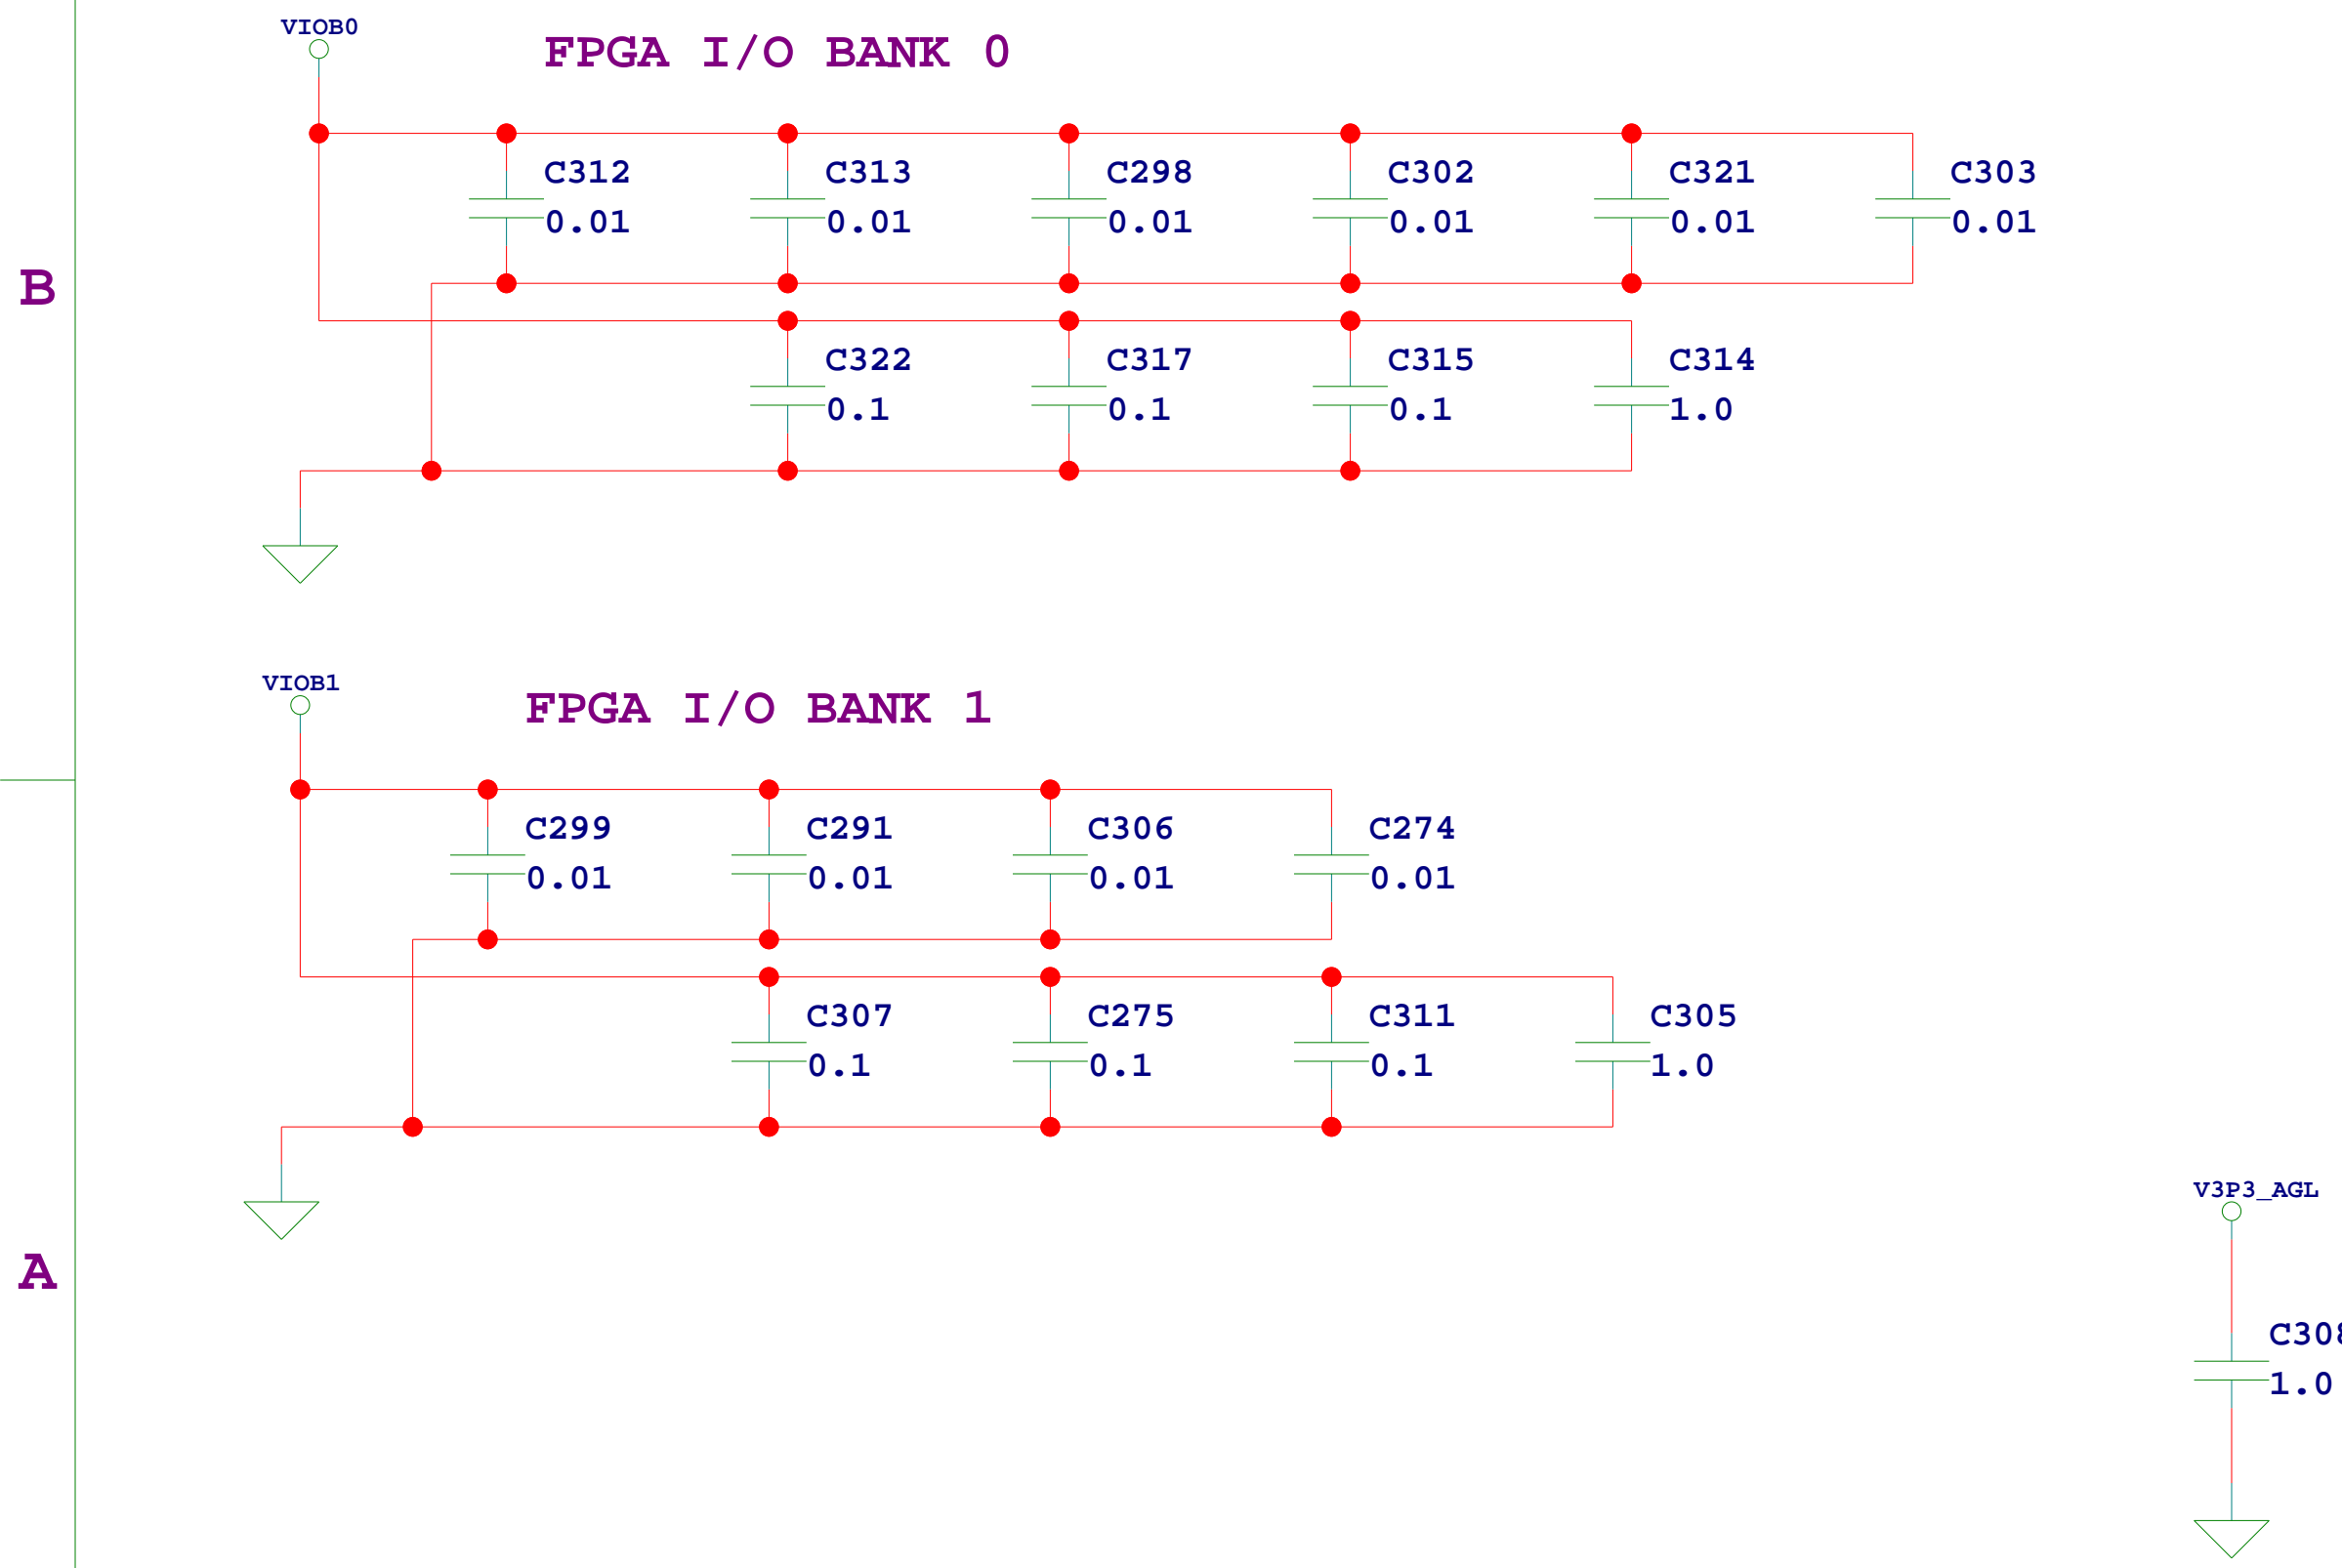 VIOB0
FPGA I/O BANK 0
C312 C313 C298 C302 C321 C303
0.01 0.01 0.01 0.01 0.01 0.01
B
C322 C317 C315 C314
0.1 0.1 0.1 1.0
VIOB1
FPGA I/O BANK 1
C299 C291 C306 C274
0.01 0.01 0.01 0.01
C307 C275 C311 C305
0.1 0.1 0.1 1.0
V3P3_AGL
A
C308
1.0